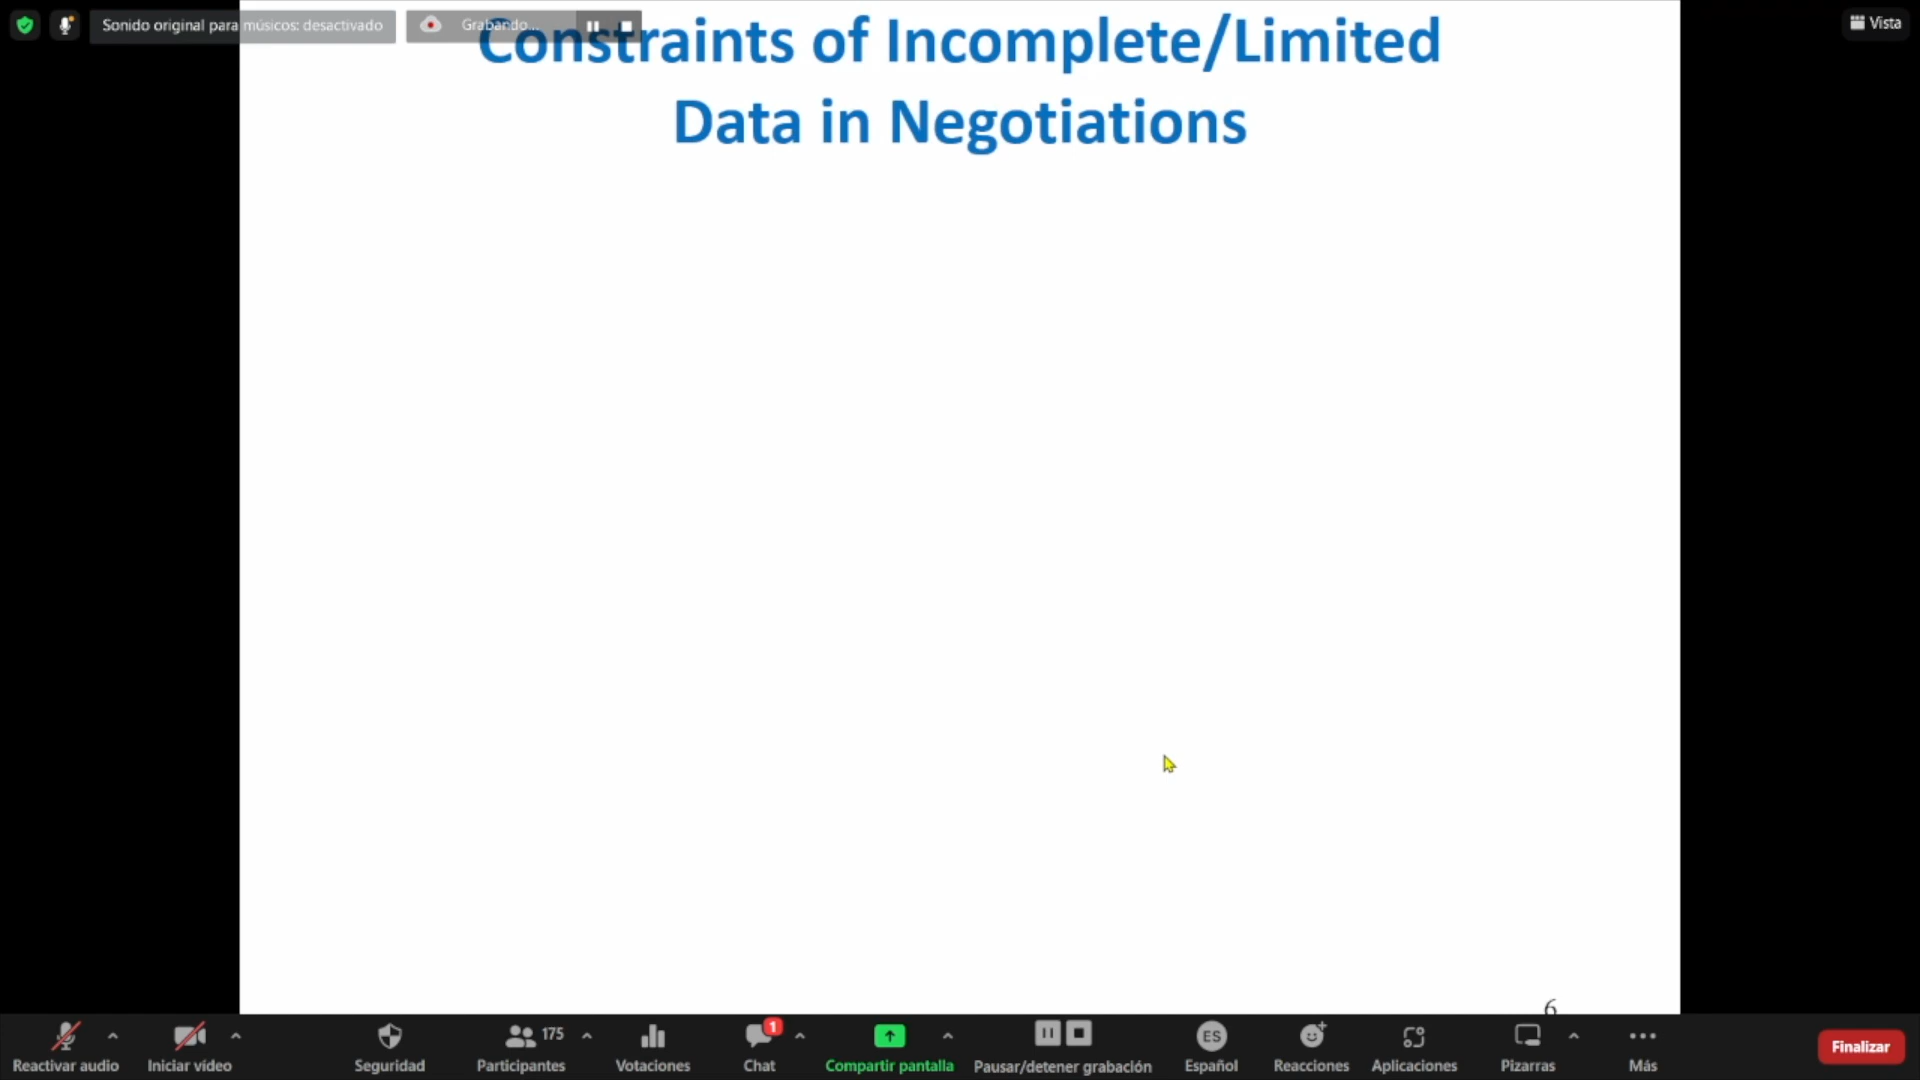 Sonido original para músicos: desactivado
Grabando...
Vista
Constraints of Incomplete/Limited
Data in Negotiations
6
175
1
ES
Reactivar audio
Iniciar vídeo
Seguridad
Participantes
Votaciones
Chat
Compartir pantalla
Pausar/detener grabación
Español
Reacciones
Aplicaciones
Pizarras
Más
Finalizar